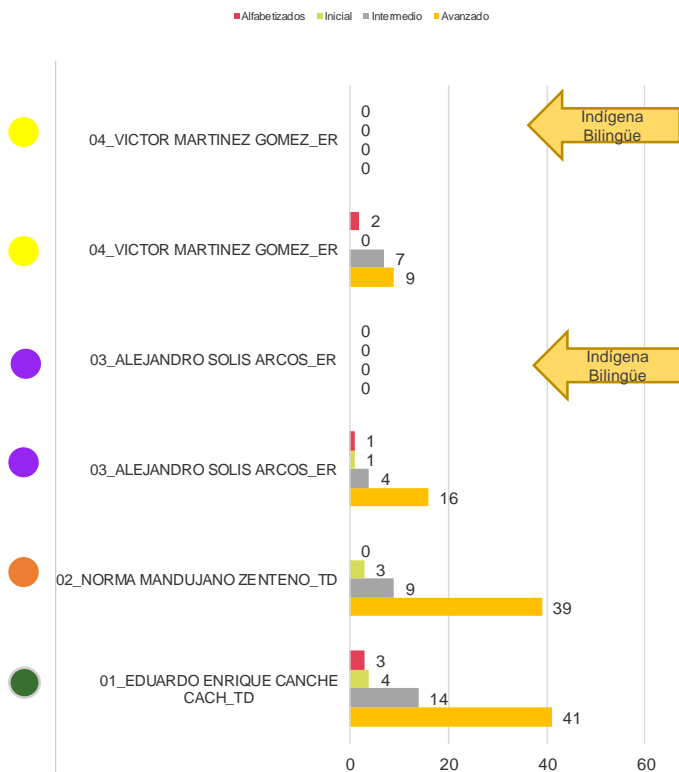 Alfabetizados Inicial Intermedio Avanzado
04_VICTOR MARTINEZ GOMEZ_ER
0
0
0
0
Indígena
Bilingüe
04_VICTOR MARTINEZ GOMEZ_ER
2
0
7
9
03_ALEJANDRO SOLIS ARCOS_ER
0
0
0
0
Indígena
Bilingüe
03_ALEJANDRO SOLIS ARCOS_ER
1
1
4
16
02_NORMA MANDUJANO ZENTENO_TD
0
3
9
39
01_EDUARDO ENRIQUE CANCHE
CACH_TD
3
4
14
41
0 20 40 60